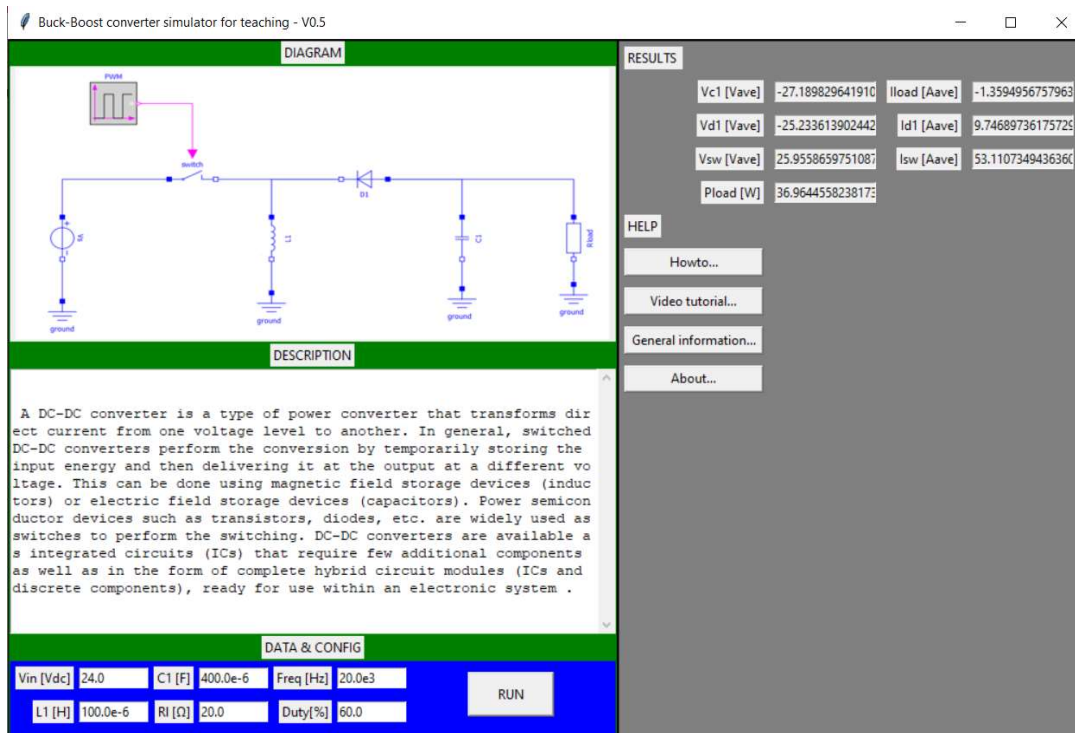 Buck-Boost converter simulator for teaching - V0.5
DIAGRAM
PWM
switch
D1
Vs
L1
C1
Rload
ground
ground
ground
ground
DESCRIPTION
A DC-DC converter is a type of power converter that transforms dir
ect current from one voltage level to another. In general, switched
DC-DC converters perform the conversion by temporarily storing the
input energy and then delivering it at the output at a different vo
ltage. This can be done using magnetic field storage devices (induc
tors) or electric field storage devices (capacitors). Power semicon
ductor devices such as transistors, diodes, etc. are widely used as
switches to perform the switching. DC-DC converters are available a
s integrated circuits (ICs) that require few additional components
as well as in the form of complete hybrid circuit modules (ICs and
discrete components), ready for use within an electronic system .
DATA & CONFIG
Vin [Vdc] 24.0 C1 [F] 400.0e-6 Freq [Hz] 20.0e3
L1 [H] 100.0e-6 Rl [Ω] 20.0 Duty[%] 60.0
RUN
RESULTS
Vc1 [Vave] -27.189829641910 Iload [Aave] -1.3594956757963
Vd1 [Vave] -25.233613902442 Id1 [Aave] 9.74689736175729
Vsw [Vave] 25.9558659751087 Isw [Aave] 53.1107349436360
Pload [W] 36.9644558238173
HELP
Howto...
Video tutorial...
General information...
About...